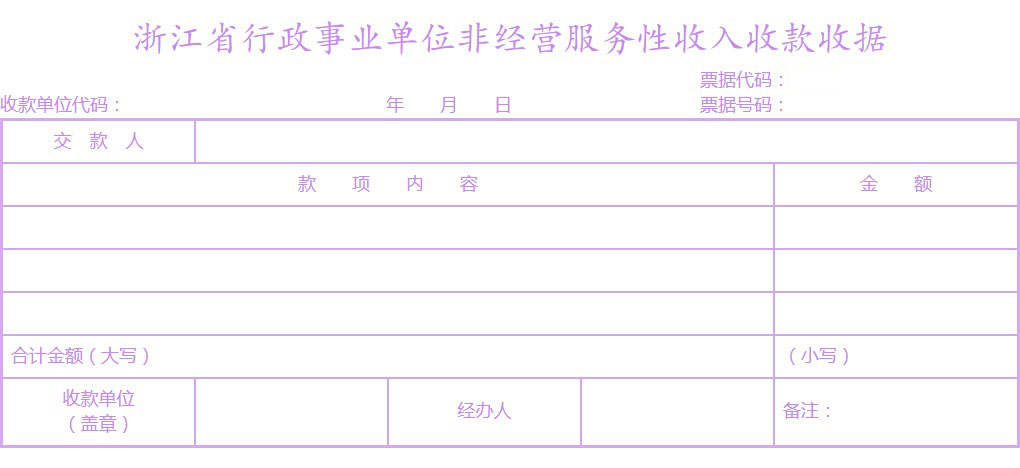 浙江省行政事业单位非经营服务性收入收款收据
票据代码：
收款单位代码： 年 月 日 票据号码：
交 款 人
款 项 内 容 金 额
合计金额（大写） （小写）
收款单位
（盖章） 经办人 备注：